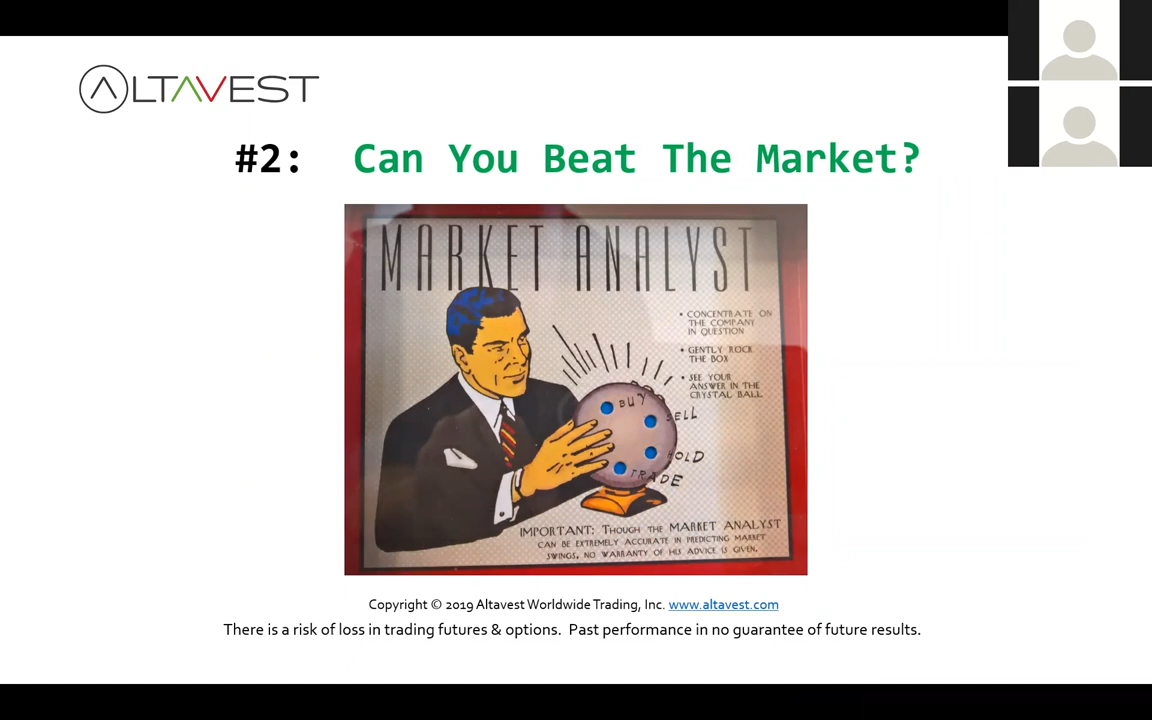 ALTAVEST
#2: Can You Beat The Market?
MARKET ANALYST
• CONCENTRATE ON
THE COMPANY
IN QUESTION
• GENTLY ROCK
THE BOX
• SEE YOUR
ANSWER IN THE
CRYSTAL BALL
BUY
SELL
HOLD
TRADE
IMPORTANT: THOUGH THE MARKET ANALYST
CAN BE EXTREMELY ACCURATE IN PREDICTING MARKET
SWINGS, NO WARRANTY OF HIS ADVICE IS GIVEN.
Copyright © 2019 Altavest Worldwide Trading, Inc. www.altavest.com
There is a risk of loss in trading futures & options. Past performance in no guarantee of future results.